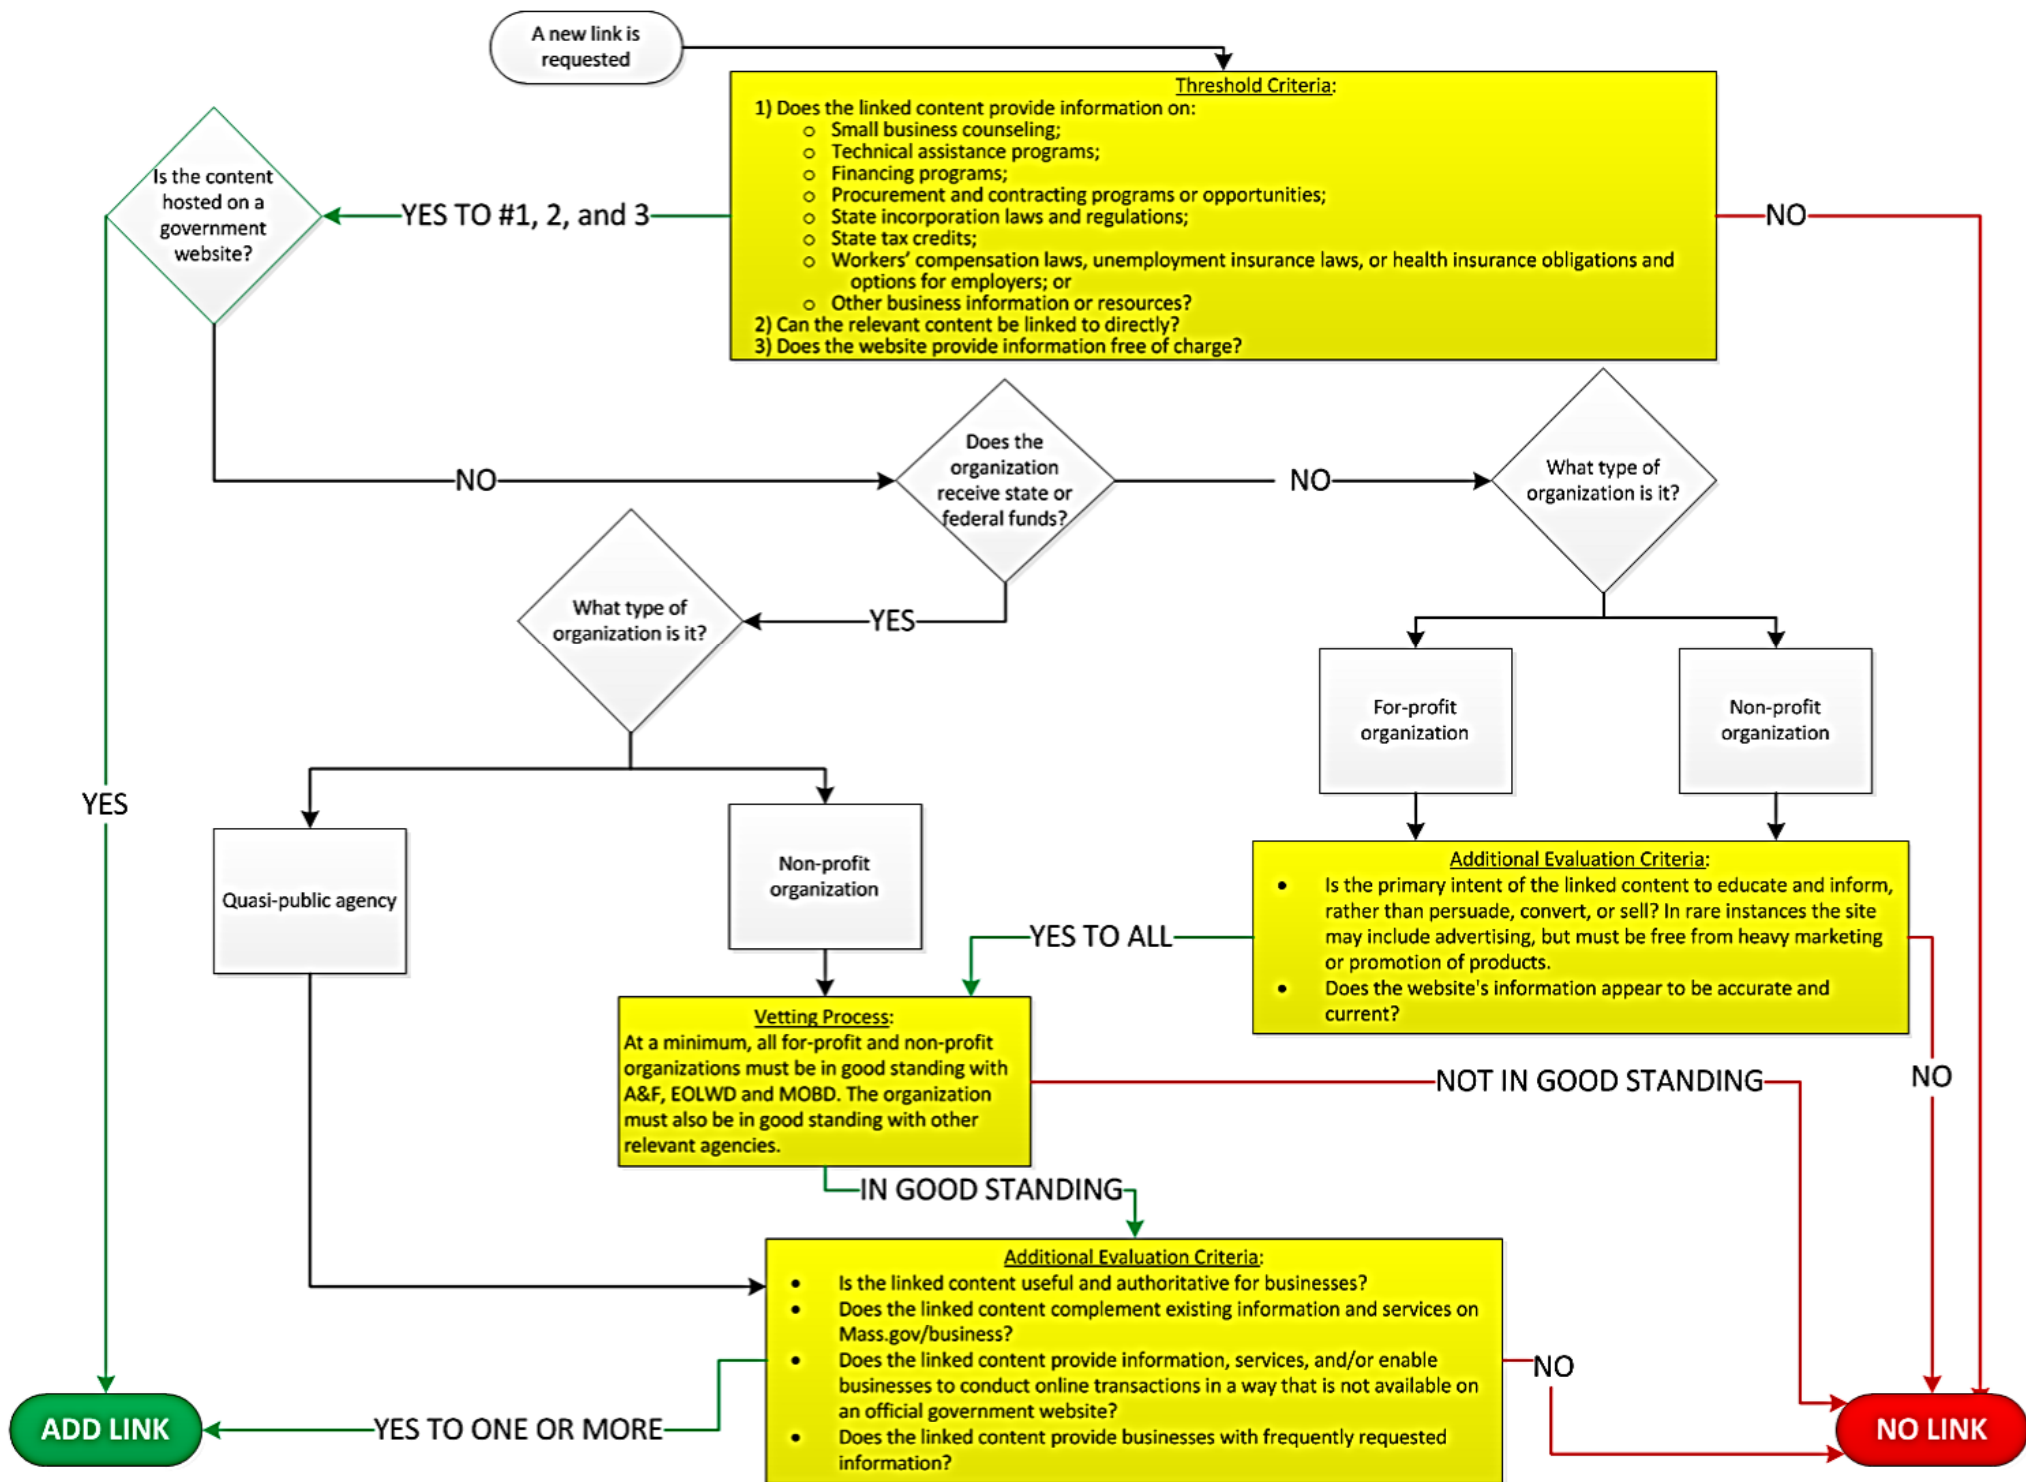 A new link is
requested
Threshold Criteria:
1) Does the linked content provide information on:
o Small business counseling;
o Technical assistance programs;
o Financing programs;
o Procurement and contracting programs or opportunities;
o State incorporation laws and regulations;
o State tax credits;
o Workers' compensation laws, unemployment insurance laws, or health insurance obligations and
options for employers; or
o Other business information or resources?
2) Can the relevant content be linked to directly?
3) Does the website provide information free of charge?
YES TO #1, 2, and 3
NO
Is the content
hosted on a
government
website?
NO
Does the
organization
receive state or
federal funds?
NO
What type of
organization is it?
YES
What type of
organization is it?
For-profit
organization
Non-profit
organization
YES
Quasi-public agency
Non-profit
organization
Additional Evaluation Criteria:
• Is the primary intent of the linked content to educate and inform,
rather than persuade, convert, or sell? In rare instances the site
may include advertising, but must be free from heavy marketing
or promotion of products.
• Does the website's information appear to be accurate and
current?
YES TO ALL
NO
Vetting Process:
At a minimum, all for-profit and non-profit
organizations must be in good standing with
A&F, EOLWD and MOBD. The organization
must also be in good standing with other
relevant agencies.
NOT IN GOOD STANDING
IN GOOD STANDING
Additional Evaluation Criteria:
• Is the linked content useful and authoritative for businesses?
• Does the linked content complement existing information and services on
Mass.gov/business?
• Does the linked content provide information, services, and/or enable
businesses to conduct online transactions in a way that is not available on
an official government website?
• Does the linked content provide businesses with frequently requested
information?
NO
YES TO ONE OR MORE
ADD LINK
NO LINK